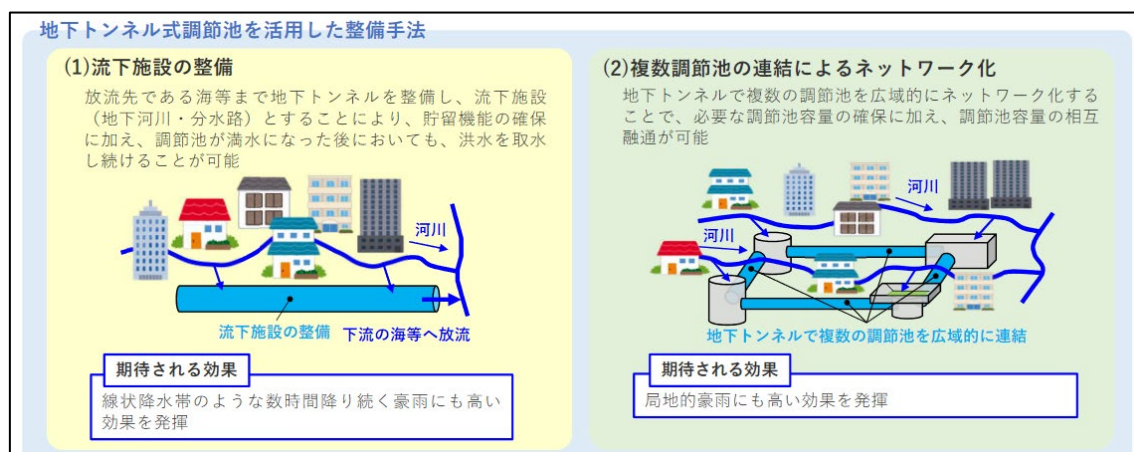 地下トンネル式調節池を活用した整備手法
(1)流下施設の整備
放流先である海等まで地下トンネルを整備し、流下施設
（地下河川・分水路）とすることにより、貯留機能の確保
に加え、調節池が満水になった後においても、洪水を取水
し続けることが可能
河川
流下施設の整備
下流の海等へ放流
期待される効果
線状降水帯のような数時間降り続く豪雨にも高い
効果を発揮
(2)複数調節池の連結によるネットワーク化
地下トンネルで複数の調節池を広域的にネットワーク化する
ことで、必要な調節池容量の確保に加え、調節池容量の相互
融通が可能
河川
河川
地下トンネルで複数の調節池を広域的に連結
期待される効果
局地的豪雨にも高い効果を発揮